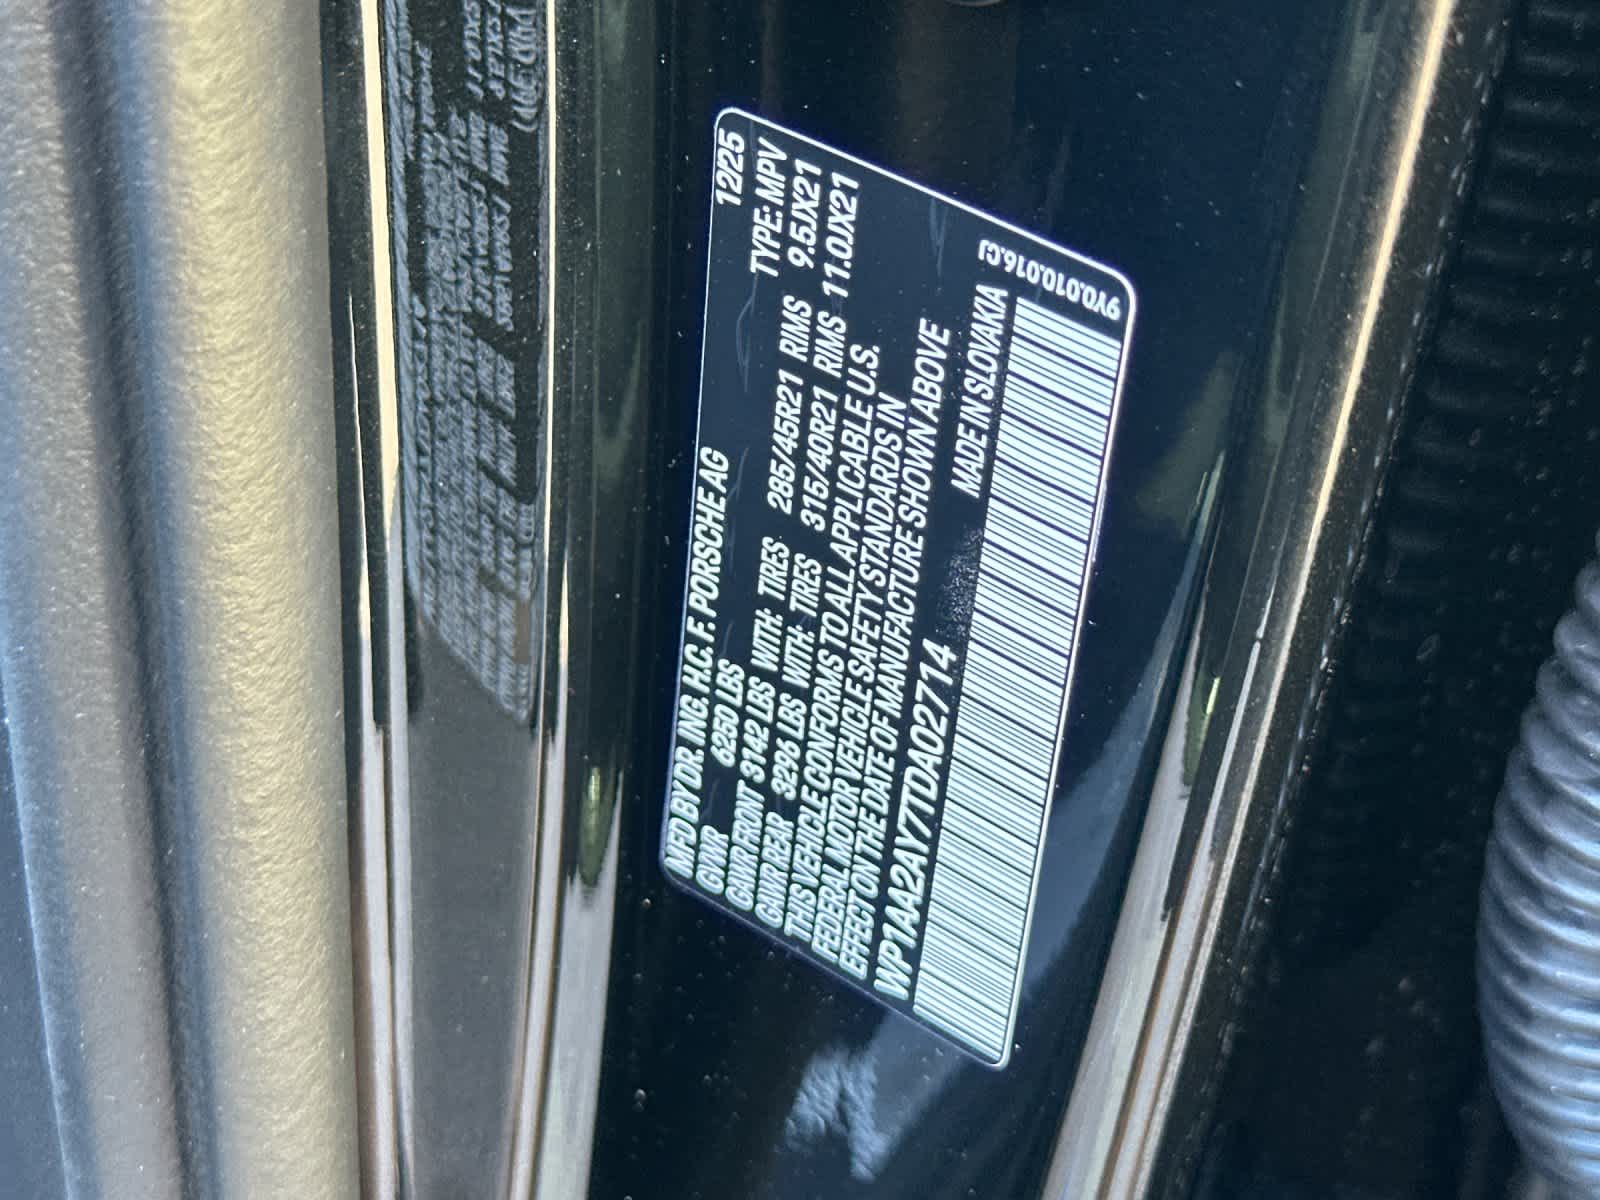 MFD BY DR. ING. H.C. F. PORSCHE AG 12/25
GVWR 6250 LBS TYPE: MPV
GAWR FRONT 3142 LBS WITH: TIRES 285/45R21 RIMS 9.5JX21
GAWR REAR 3296 LBS WITH: TIRES 315/40R21 RIMS 11.0JX21
THIS VEHICLE CONFORMS TO ALL APPLICABLE U.S.
FEDERAL MOTOR VEHICLE SAFETY STANDARDS IN
EFFECT ON THE DATE OF MANUFACTURE SHOWN ABOVE
WP1AA2AY7TDA02714 MADE IN SLOVAKIA
9Y0.010.016.CJ